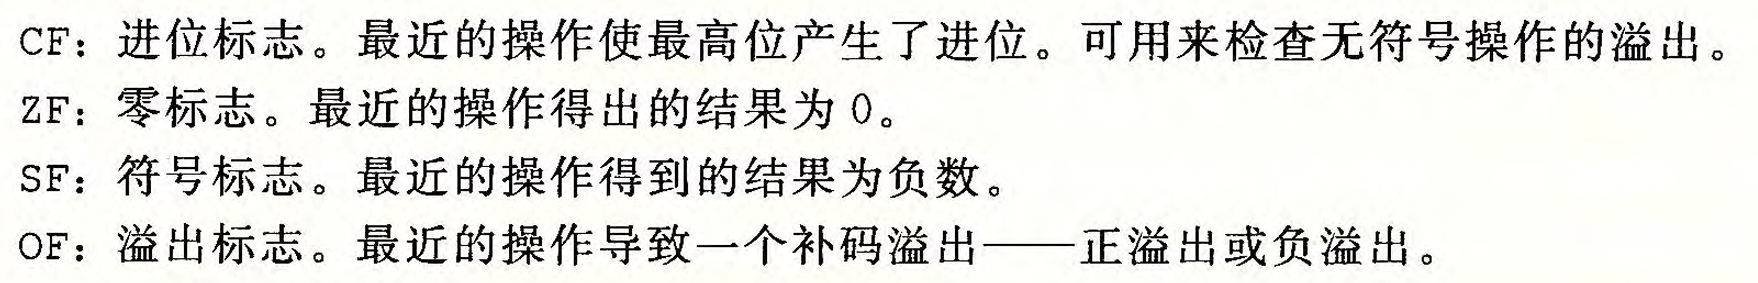 CF：进位标志。最近的操作使最高位产生了进位。可用来检查无符号操作的溢出。
ZF：零标志。最近的操作得出的结果为 0。
SF：符号标志。最近的操作得到的结果为负数。
OF：溢出标志。最近的操作导致一个补码溢出——正溢出或负溢出。